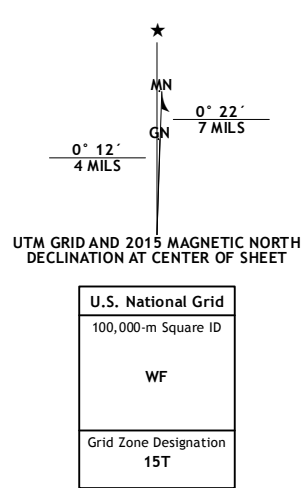 ★
MN
0° 22´
7 MILS
GN
0° 12´
4 MILS
UTM GRID AND 2015 MAGNETIC NORTH
DECLINATION AT CENTER OF SHEET
U.S. National Grid
100,000-m Square ID
WF
Grid Zone Designation
15T